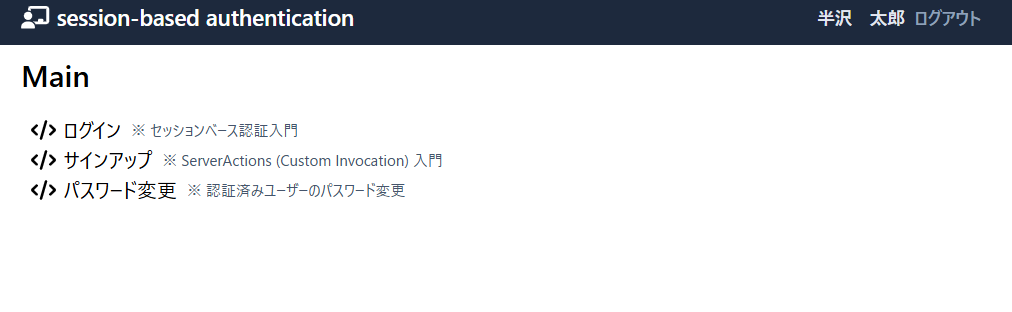 session-based authentication 半沢　太郎 ログアウト
Main
ログイン ※ セッションベース認証入門
サインアップ ※ ServerActions (Custom Invocation) 入門
パスワード変更 ※ 認証済みユーザーのパスワード変更